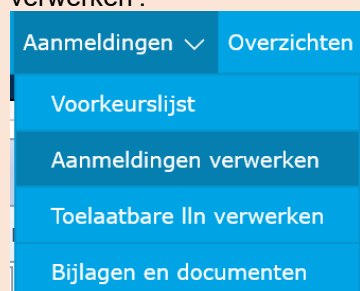 verwerken'.
Aanmeldingen Overzichten
Voorkeurslijst
Aanmeldingen verwerken
Toelaatbare lln verwerken
Bijlagen en documenten